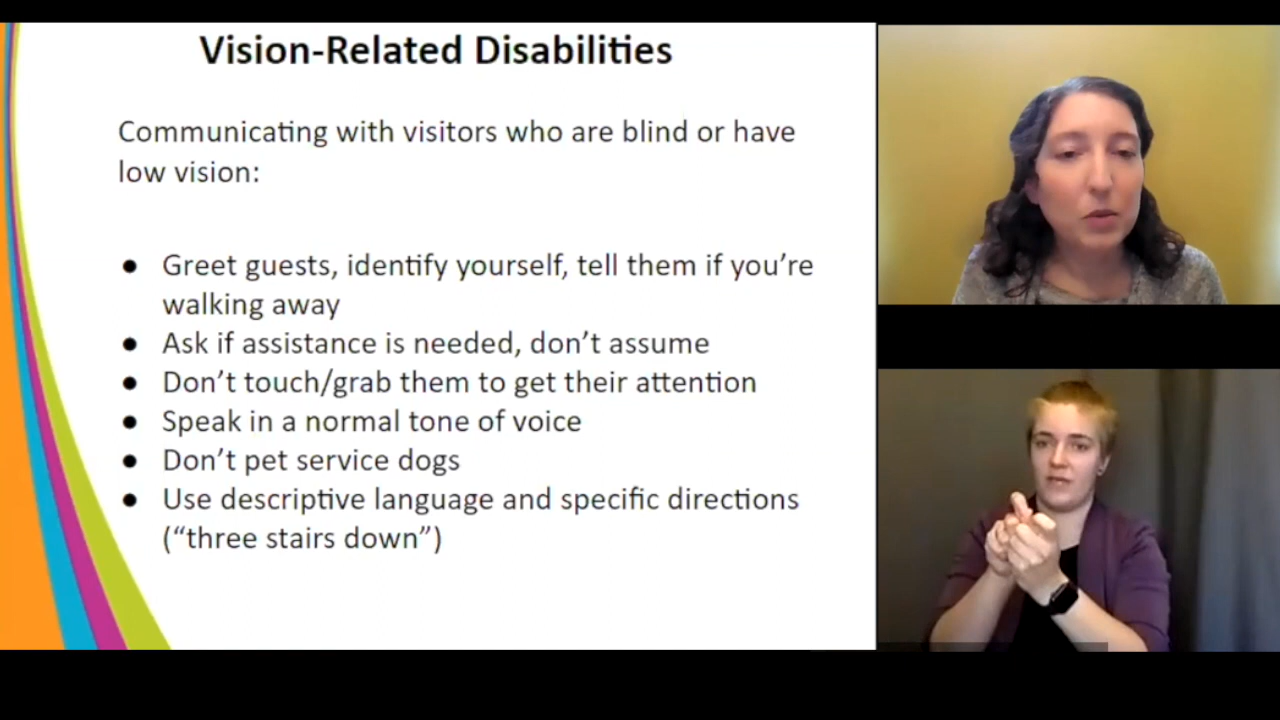 Vision-Related Disabilities
Communicating with visitors who are blind or have
low vision:
● Greet guests, identify yourself, tell them if you’re
walking away
● Ask if assistance is needed, don’t assume
● Don’t touch/grab them to get their attention
● Speak in a normal tone of voice
● Don’t pet service dogs
● Use descriptive language and specific directions
(“three stairs down”)